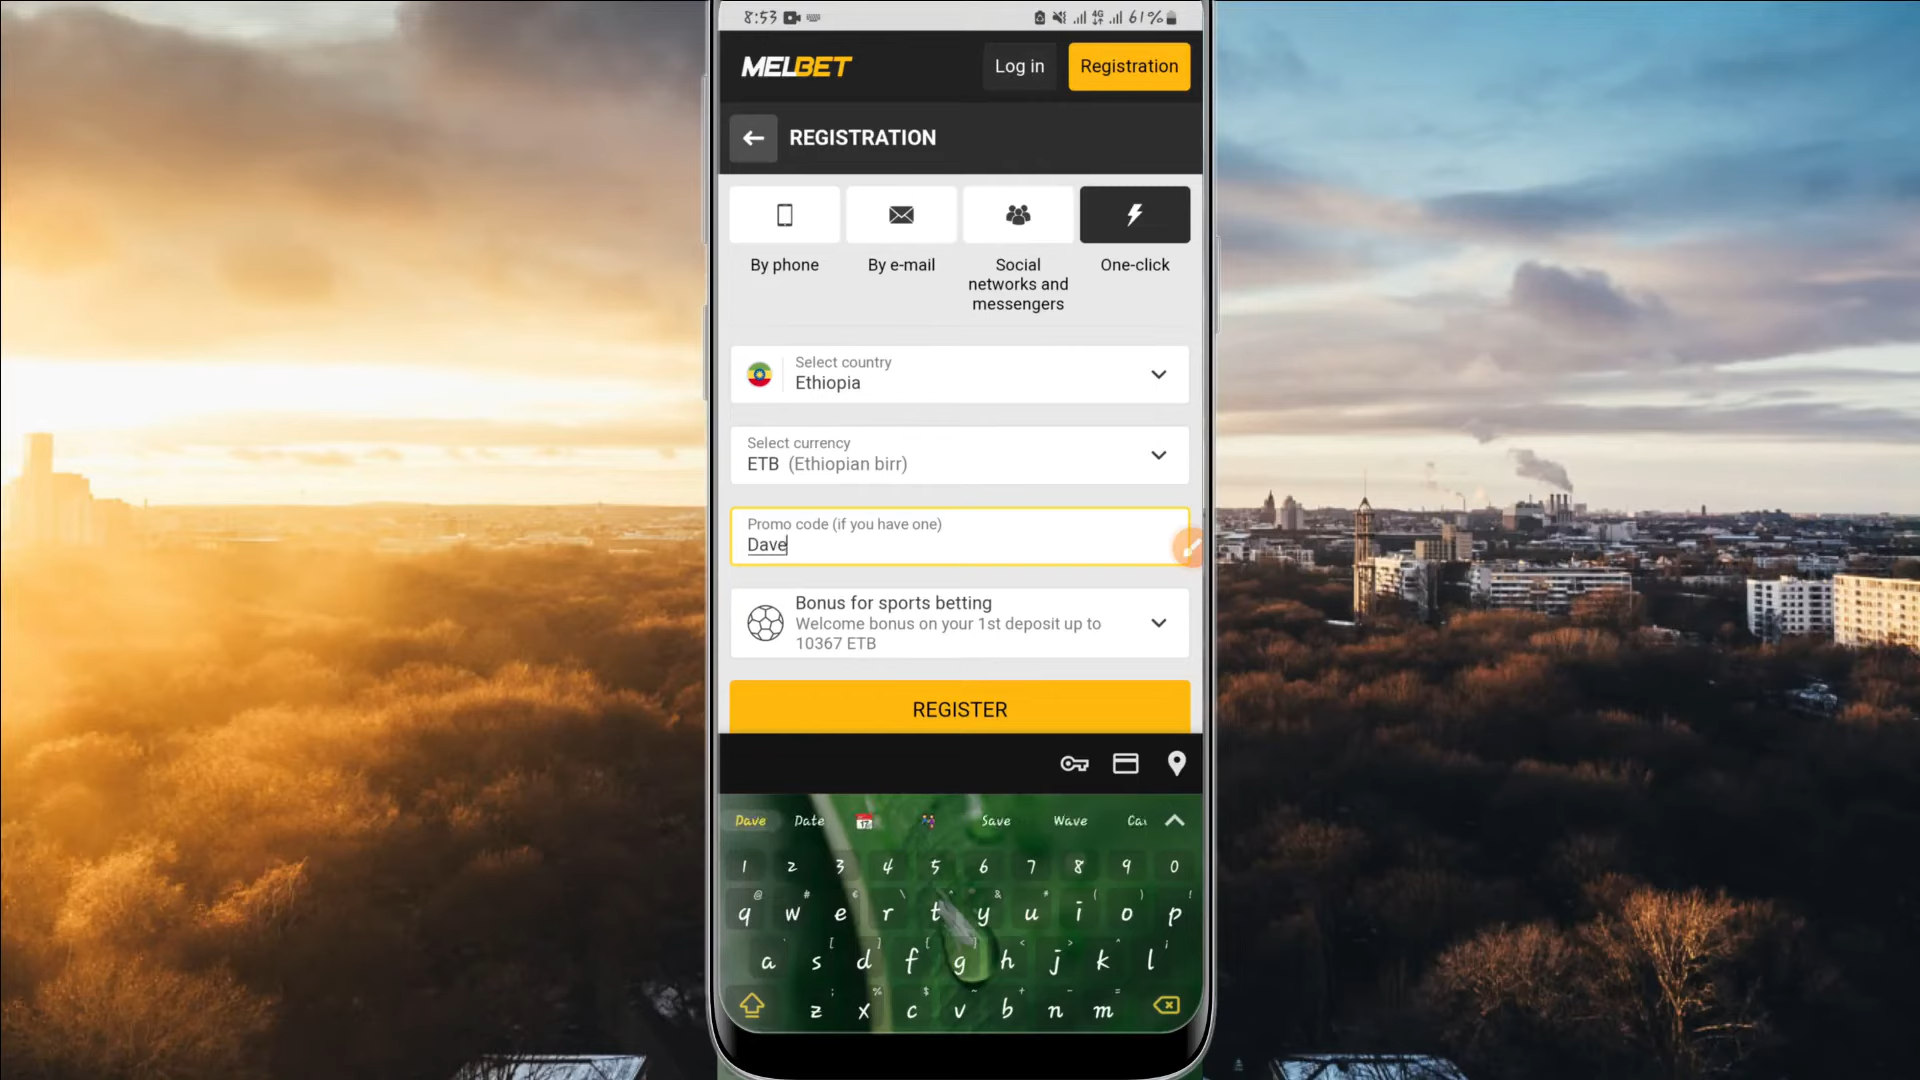 8:53 4G 61%
MELBET Log in Registration
REGISTRATION
By phone By e-mail Social networks and messengers One-click
Select country
Ethiopia
Select currency
ETB (Ethiopian birr)
Promo code (if you have one)
Dave
Bonus for sports betting
Welcome bonus on your 1st deposit up to
10367 ETB
REGISTER
Dave Date 17 Save Wave
1 2 3 4 5 6 7 8 9 0
@ # € \ ^ & * ( ) !
q w e r t y u i o p
a s d f g h j k l
z x c v b n m